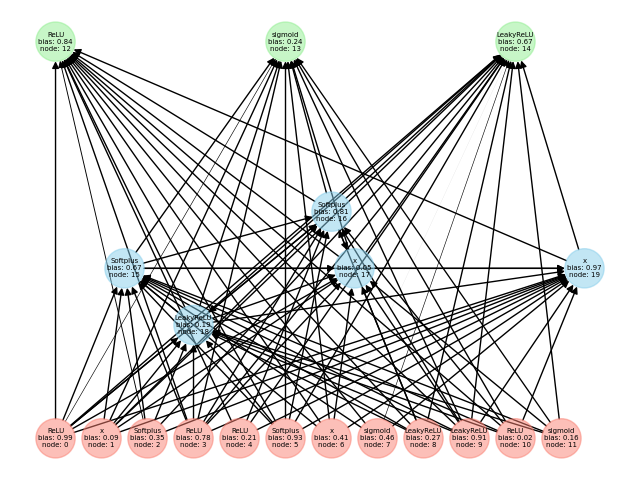 ReLU
bias: 0.84
node: 12
sigmoid
bias: 0.24
node: 13
LeakyReLU
bias: 0.67
node: 14
Softplus
bias: 0.81
node: 16
Softplus
bias: 0.67
node: 15
x
bias: 0.05
node: 17
x
bias: 0.97
node: 19
LeakyReLU
bias: 0.19
node: 18
ReLU
bias: 0.99
node: 0
x
bias: 0.09
node: 1
Softplus
bias: 0.35
node: 2
ReLU
bias: 0.78
node: 3
ReLU
bias: 0.21
node: 4
Softplus
bias: 0.93
node: 5
x
bias: 0.41
node: 6
sigmoid
bias: 0.46
node: 7
LeakyReLU
bias: 0.27
node: 8
LeakyReLU
bias: 0.91
node: 9
ReLU
bias: 0.02
node: 10
sigmoid
bias: 0.16
node: 11